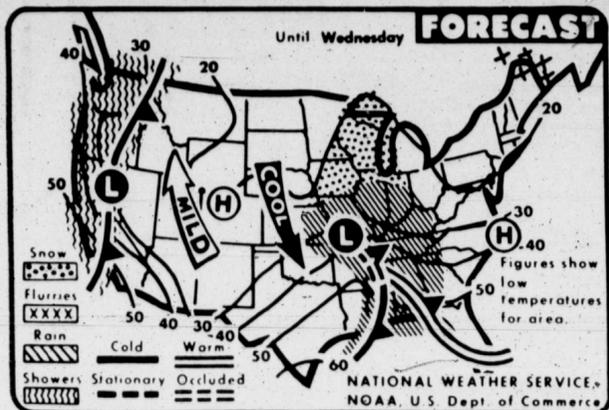 Until Wednesday FORECAST
40 30
20
20
50
L
MILD
H
COOL
L
30
H
40
Figures show
low
temperatures
for area.
50
Snow
Flurries
XXXX
Rain
Showers
50 40 30 40 50 60
Cold Warm
Stationary Occluded
NATIONAL WEATHER SERVICE,
NOAA, U.S. Dept. of Commerce